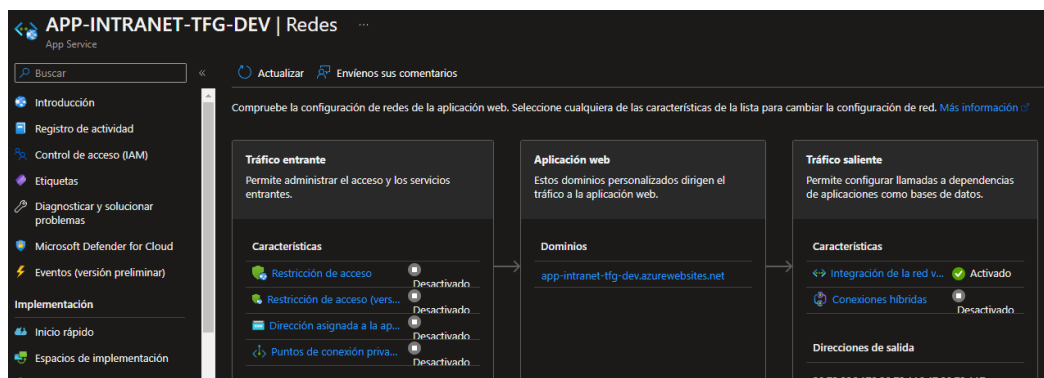 APP-INTRANET-TFG-DEV | Redes ...
App Service
Buscar
«
Actualizar
Envíenos sus comentarios
Introducción
Registro de actividad
Control de acceso (IAM)
Etiquetas
Diagnosticar y solucionar
problemas
Microsoft Defender for Cloud
Eventos (versión preliminar)
Implementación
Inicio rápido
Espacios de implementación
Compruebe la configuración de redes de la aplicación web. Seleccione cualquiera de las características de la lista para cambiar la configuración de red. Más información
Tráfico entrante
Permite administrar el acceso y los servicios
entrantes.
Características
Restricción de acceso
Desactivado
Restricción de acceso (vers...
Desactivado
Dirección asignada a la ap...
Desactivado
Puntos de conexión priva...
Desactivado
Aplicación web
Estos dominios personalizados dirigen el
tráfico a la aplicación web.
Dominios
app-intranet-tfg-dev.azurewebsites.net
Tráfico saliente
Permite configurar llamadas a dependencias
de aplicaciones como bases de datos.
Características
Integración de la red v... Activado
Conexiones híbridas
Desactivado
Direcciones de salida